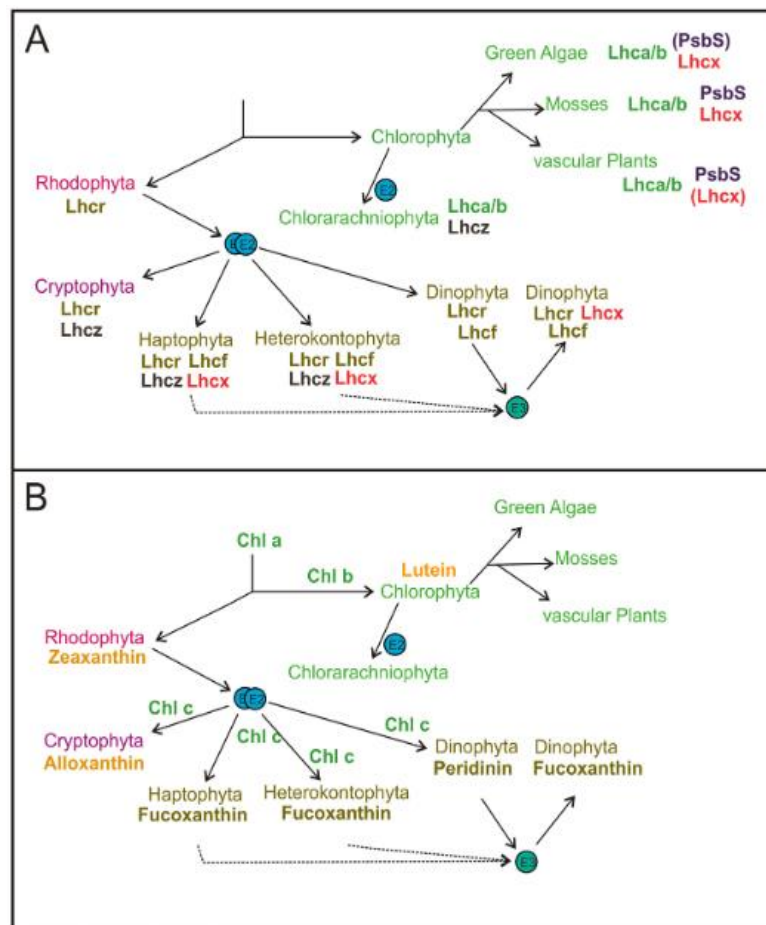 A
Green Algae Lhca/b (PsbS)
Lhcx
Mosses Lhca/b PsbS
Lhcx
Chlorophyta
vascular Plants
Lhca/b PsbS
(Lhcx)
Rhodophyta
Lhcr
E2
Chlorarachniophyta Lhca/b
Lhcz
E2
Cryptophyta
Lhcr
Lhcz
Haptophyta
Lhcr Lhcf
Lhcz Lhcx
Heterokontophyta
Lhcr Lhcf
Lhcz Lhcx
Dinophyta
Lhcr
Lhcf
Dinophyta
Lhcr Lhcx
Lhcf
E3
B
Green Algae
Chl a
Chl b
Lutein
Chlorophyta
Mosses
vascular Plants
Rhodophyta
Zeaxanthin
E2
Chlorarachniophyta
E2
Chl c
Chl c
Chl c
Chl c
Cryptophyta
Alloxanthin
Haptophyta
Fucoxanthin
Heterokontophyta
Fucoxanthin
Dinophyta
Peridinin
Dinophyta
Fucoxanthin
E3